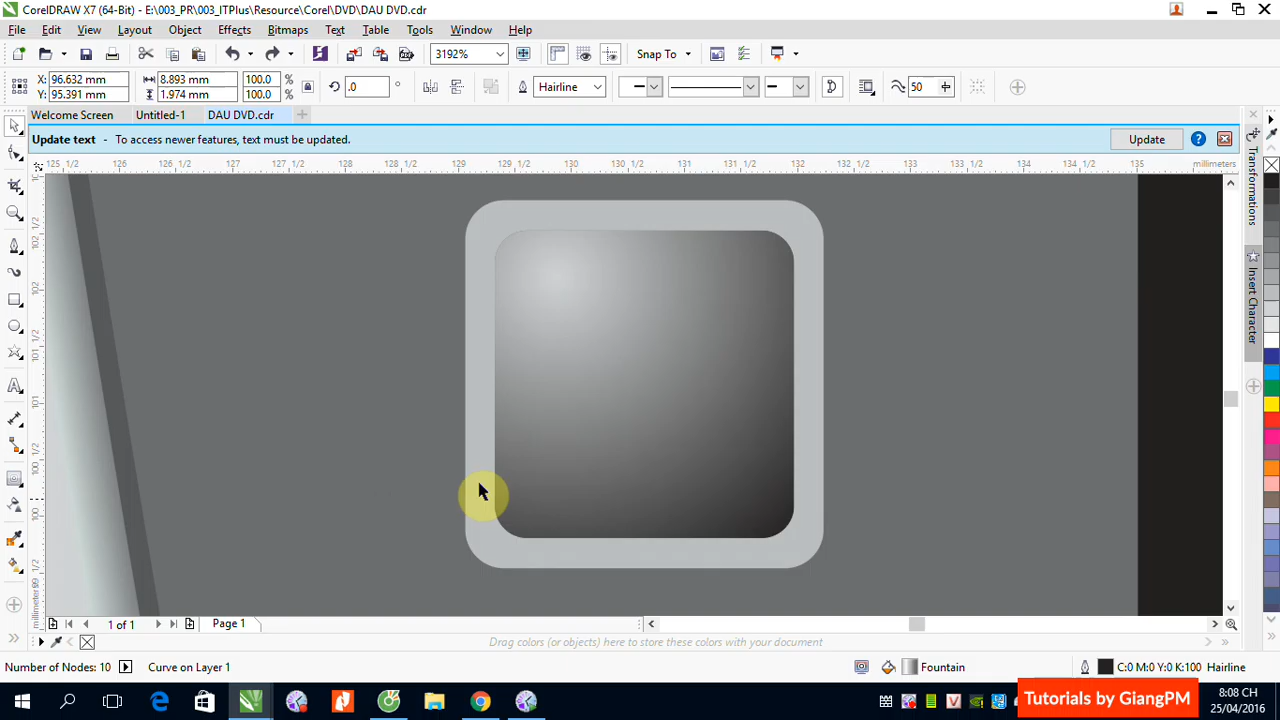 CorelDRAW X7 (64-Bit) - E:\003_PR\003_ITPlus\Resource\Corel\DVD\DAU DVD.cdr
File Edit View Layout Object Effects Bitmaps Text Table Tools Window Help
3192% Snap To
X: 96.632 mm 8.893 mm 100.0 % .0 ° Hairline 50
Y: 95.391 mm 1.974 mm 100.0 %
Welcome Screen Untitled-1 DAU DVD.cdr
Update text - To access newer features, text must be updated. Update
125 1/2 126 126 1/2 127 127 1/2 128 128 1/2 129 129 1/2 130 130 1/2 131 131 1/2 132 132 1/2 133 133 1/2 134 134 1/2 135 millimeters
Transformations
Insert Character
1 of 1 Page 1
Drag colors (or objects) here to store these colors with your document
Number of Nodes: 10 Curve on Layer 1 Fountain C:0 M:0 Y:0 K:100 Hairline
Tutorials by GiangPM
8:08 CH
25/04/2016